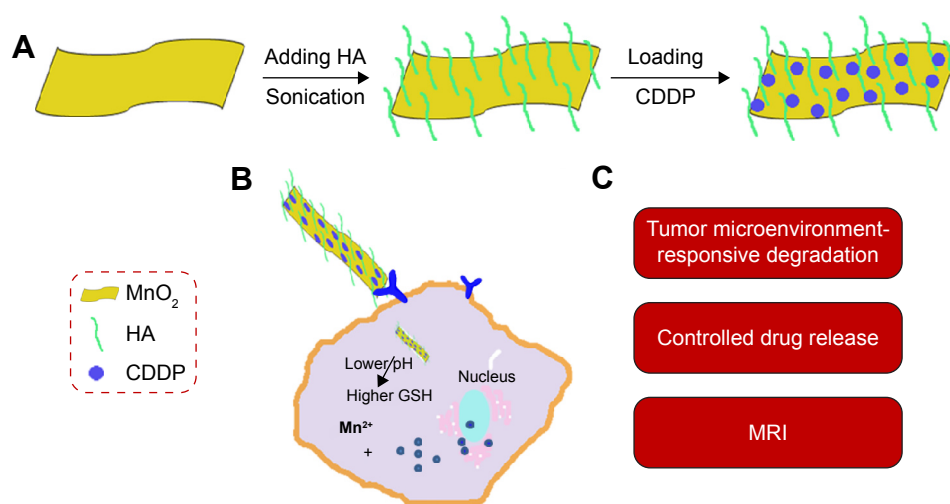 A
Adding HA
Sonication
Loading
CDDP
B
MnO₂
HA
CDDP
Lower pH
Higher GSH
Nucleus
Mn²⁺
+
C
Tumor microenvironment-
responsive degradation
Controlled drug release
MRI